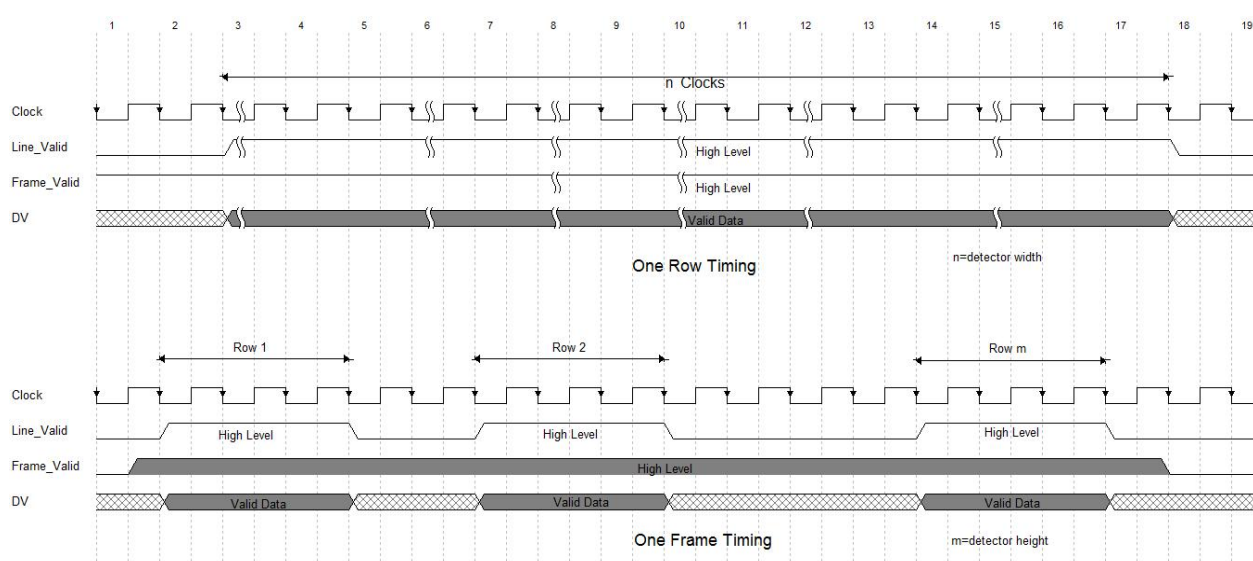 1 2 3 4 5 6 7 8 9 10 11 12 13 14 15 16 17 18 19
n Clocks
Clock
Line_Valid High Level
Frame_Valid High Level
DV Valid Data
One Row Timing n=detector width
Row 1 Row 2 Row m
Clock
Line_Valid High Level High Level High Level
Frame_Valid High Level
DV Valid Data Valid Data Valid Data
One Frame Timing m=detector height